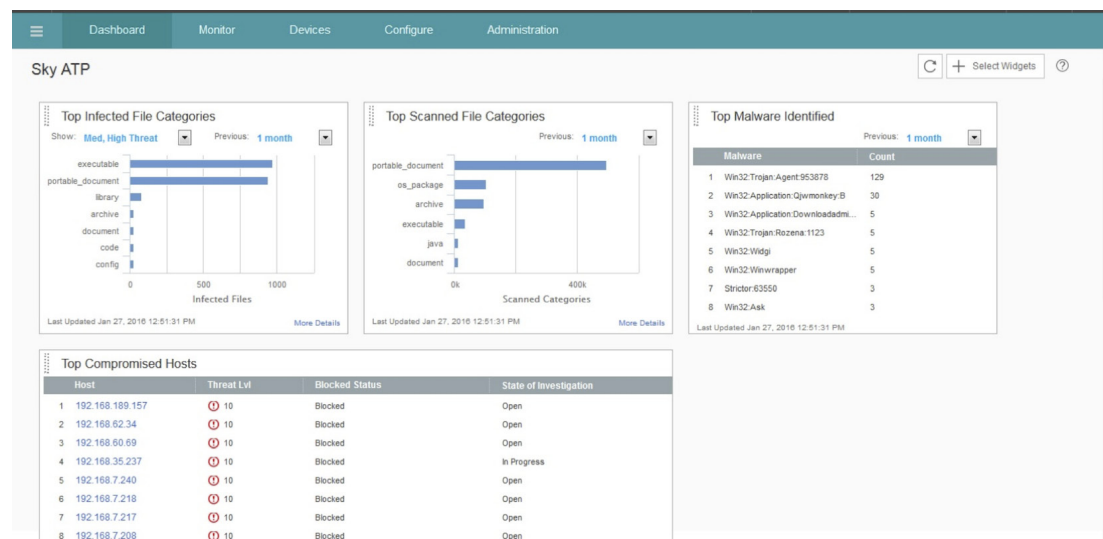 Dashboard Monitor Devices Configure Administration
Sky ATP
Select Widgets
Top Infected File Categories
Show: Med, High Threat Previous: 1 month
executable
portable_document
library
archive
document
code
config
0 500 1000
Infected Files
Last Updated Jan 27, 2016 12:51:31 PM More Details
Top Scanned File Categories
Previous: 1 month
portable_document
os_package
archive
executable
java
document
0k 400k
Scanned Categories
Last Updated Jan 27, 2016 12:51:31 PM More Details
Top Malware Identified
Previous: 1 month
Malware Count
1 Win32:Trojan:Agent:953878 129
2 Win32:Application:Qjwmonkey:B 30
3 Win32:Application:Downloadadmi... 5
4 Win32:Trojan:Rozena:1123 5
5 Win32:Widgi 5
6 Win32:Winwrapper 5
7 Strictor:63550 3
8 Win32:Ask 3
Last Updated Jan 27, 2016 12:51:31 PM
Top Compromised Hosts
Host Threat Lvl Blocked Status State of Investigation
1 192.168.189.157 10 Blocked Open
2 192.168.62.34 10 Blocked Open
3 192.168.60.69 10 Blocked Open
4 192.168.35.237 10 Blocked In Progress
5 192.168.7.240 10 Blocked Open
6 192.168.7.218 10 Blocked Open
7 192.168.7.217 10 Blocked Open
8 192.168.7.208 10 Blocked Open